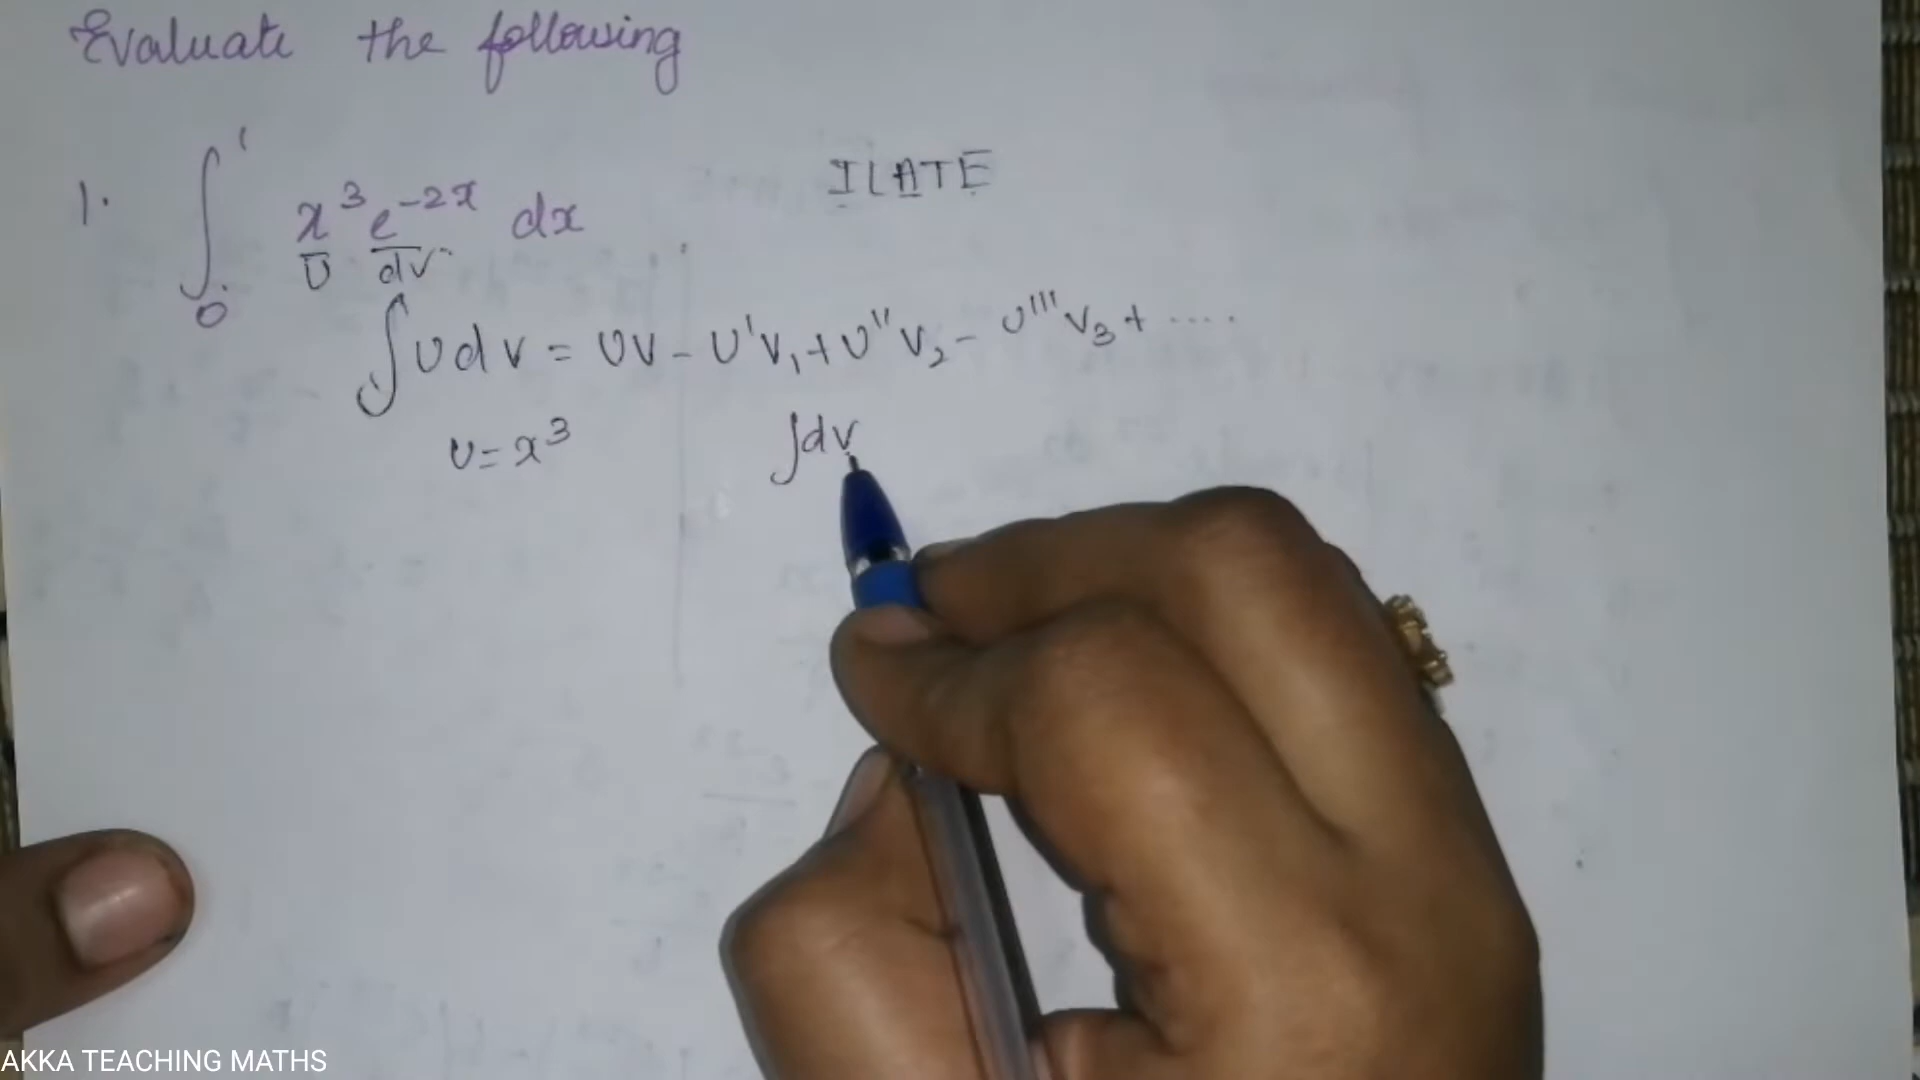 Evaluate the following
1. ∫₀¹ x³ e⁻²ˣ dx
U dv
ILATE
∫Udv = UV - U'V₁ + U''V₂ - U'''V₃ + ....
U = x³
∫dv
AKKA TEACHING MATHS